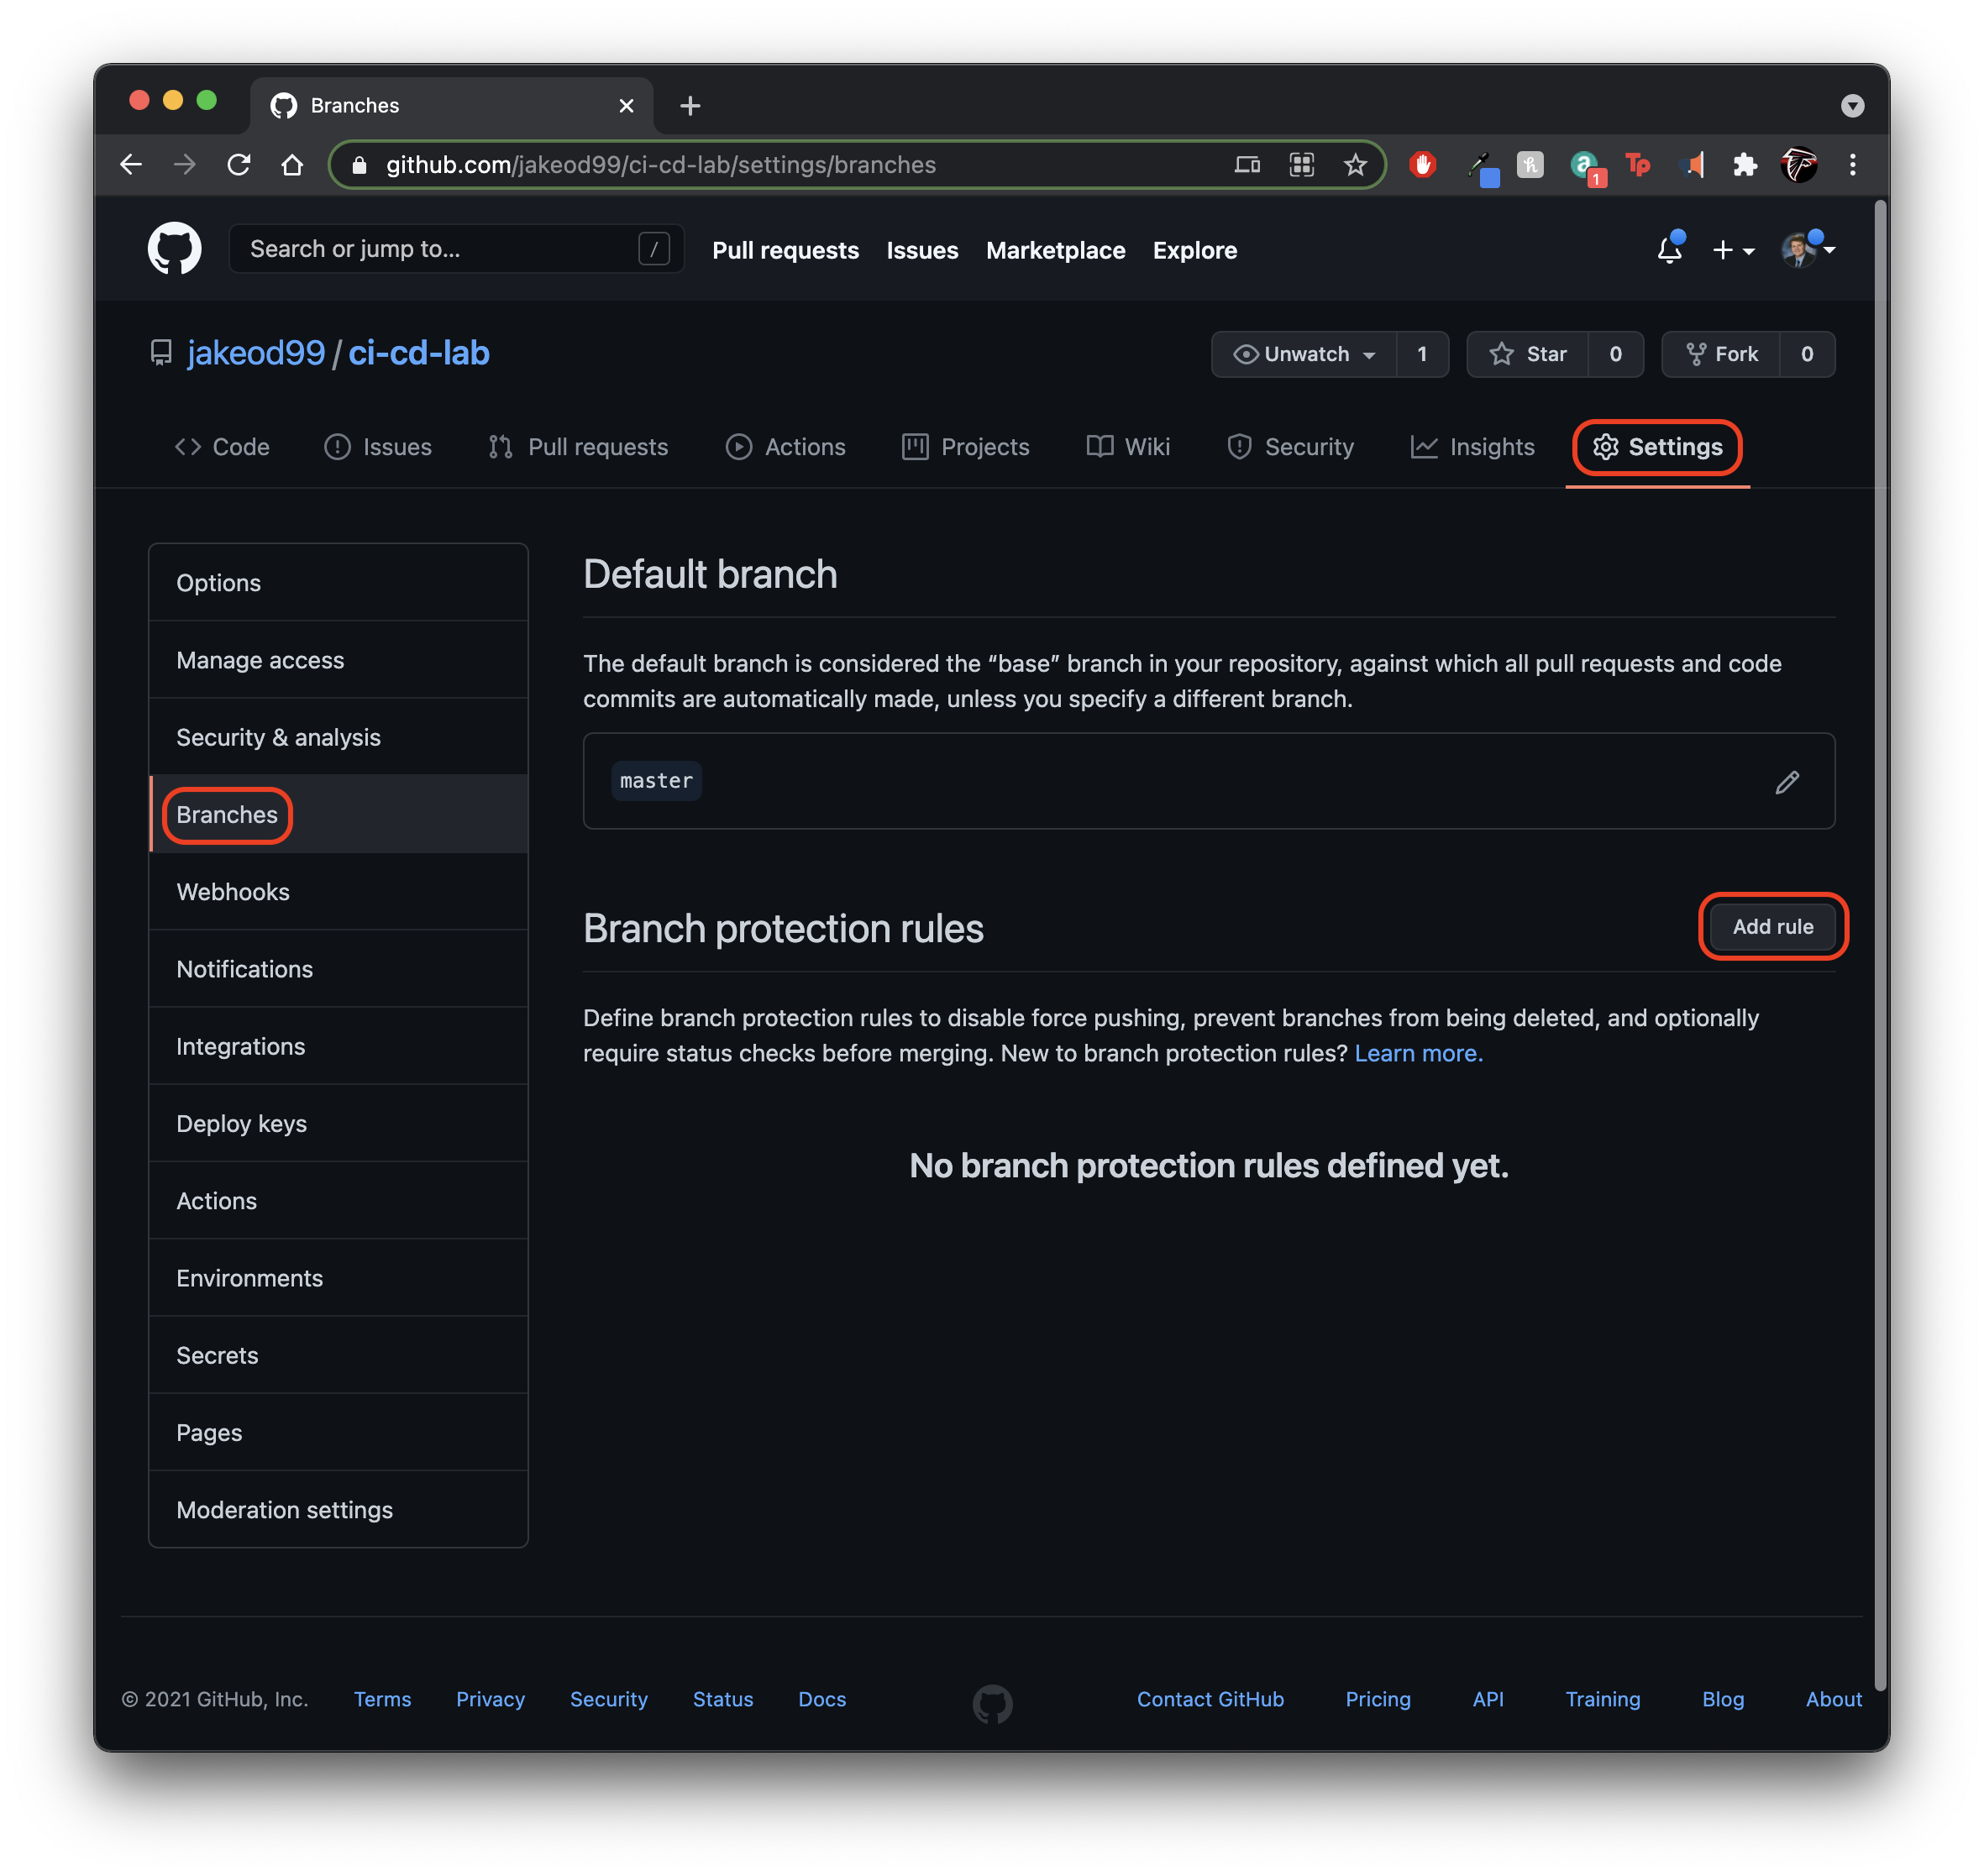 Branches
github.com/jakeod99/ci-cd-lab/settings/branches
1
Search or jump to...
/
Pull requests
Issues
Marketplace
Explore
jakeod99 / ci-cd-lab
Unwatch
1
Star
0
Fork
0
Code
Issues
Pull requests
Actions
Projects
Wiki
Security
Insights
Settings
Options
Manage access
Security & analysis
Branches
Webhooks
Notifications
Integrations
Deploy keys
Actions
Environments
Secrets
Pages
Moderation settings
Default branch
The default branch is considered the “base” branch in your repository, against which all pull requests and code
commits are automatically made, unless you specify a different branch.
master
Branch protection rules
Add rule
Define branch protection rules to disable force pushing, prevent branches from being deleted, and optionally
require status checks before merging. New to branch protection rules? Learn more.
No branch protection rules defined yet.
© 2021 GitHub, Inc.
Terms
Privacy
Security
Status
Docs
Contact GitHub
Pricing
API
Training
Blog
About